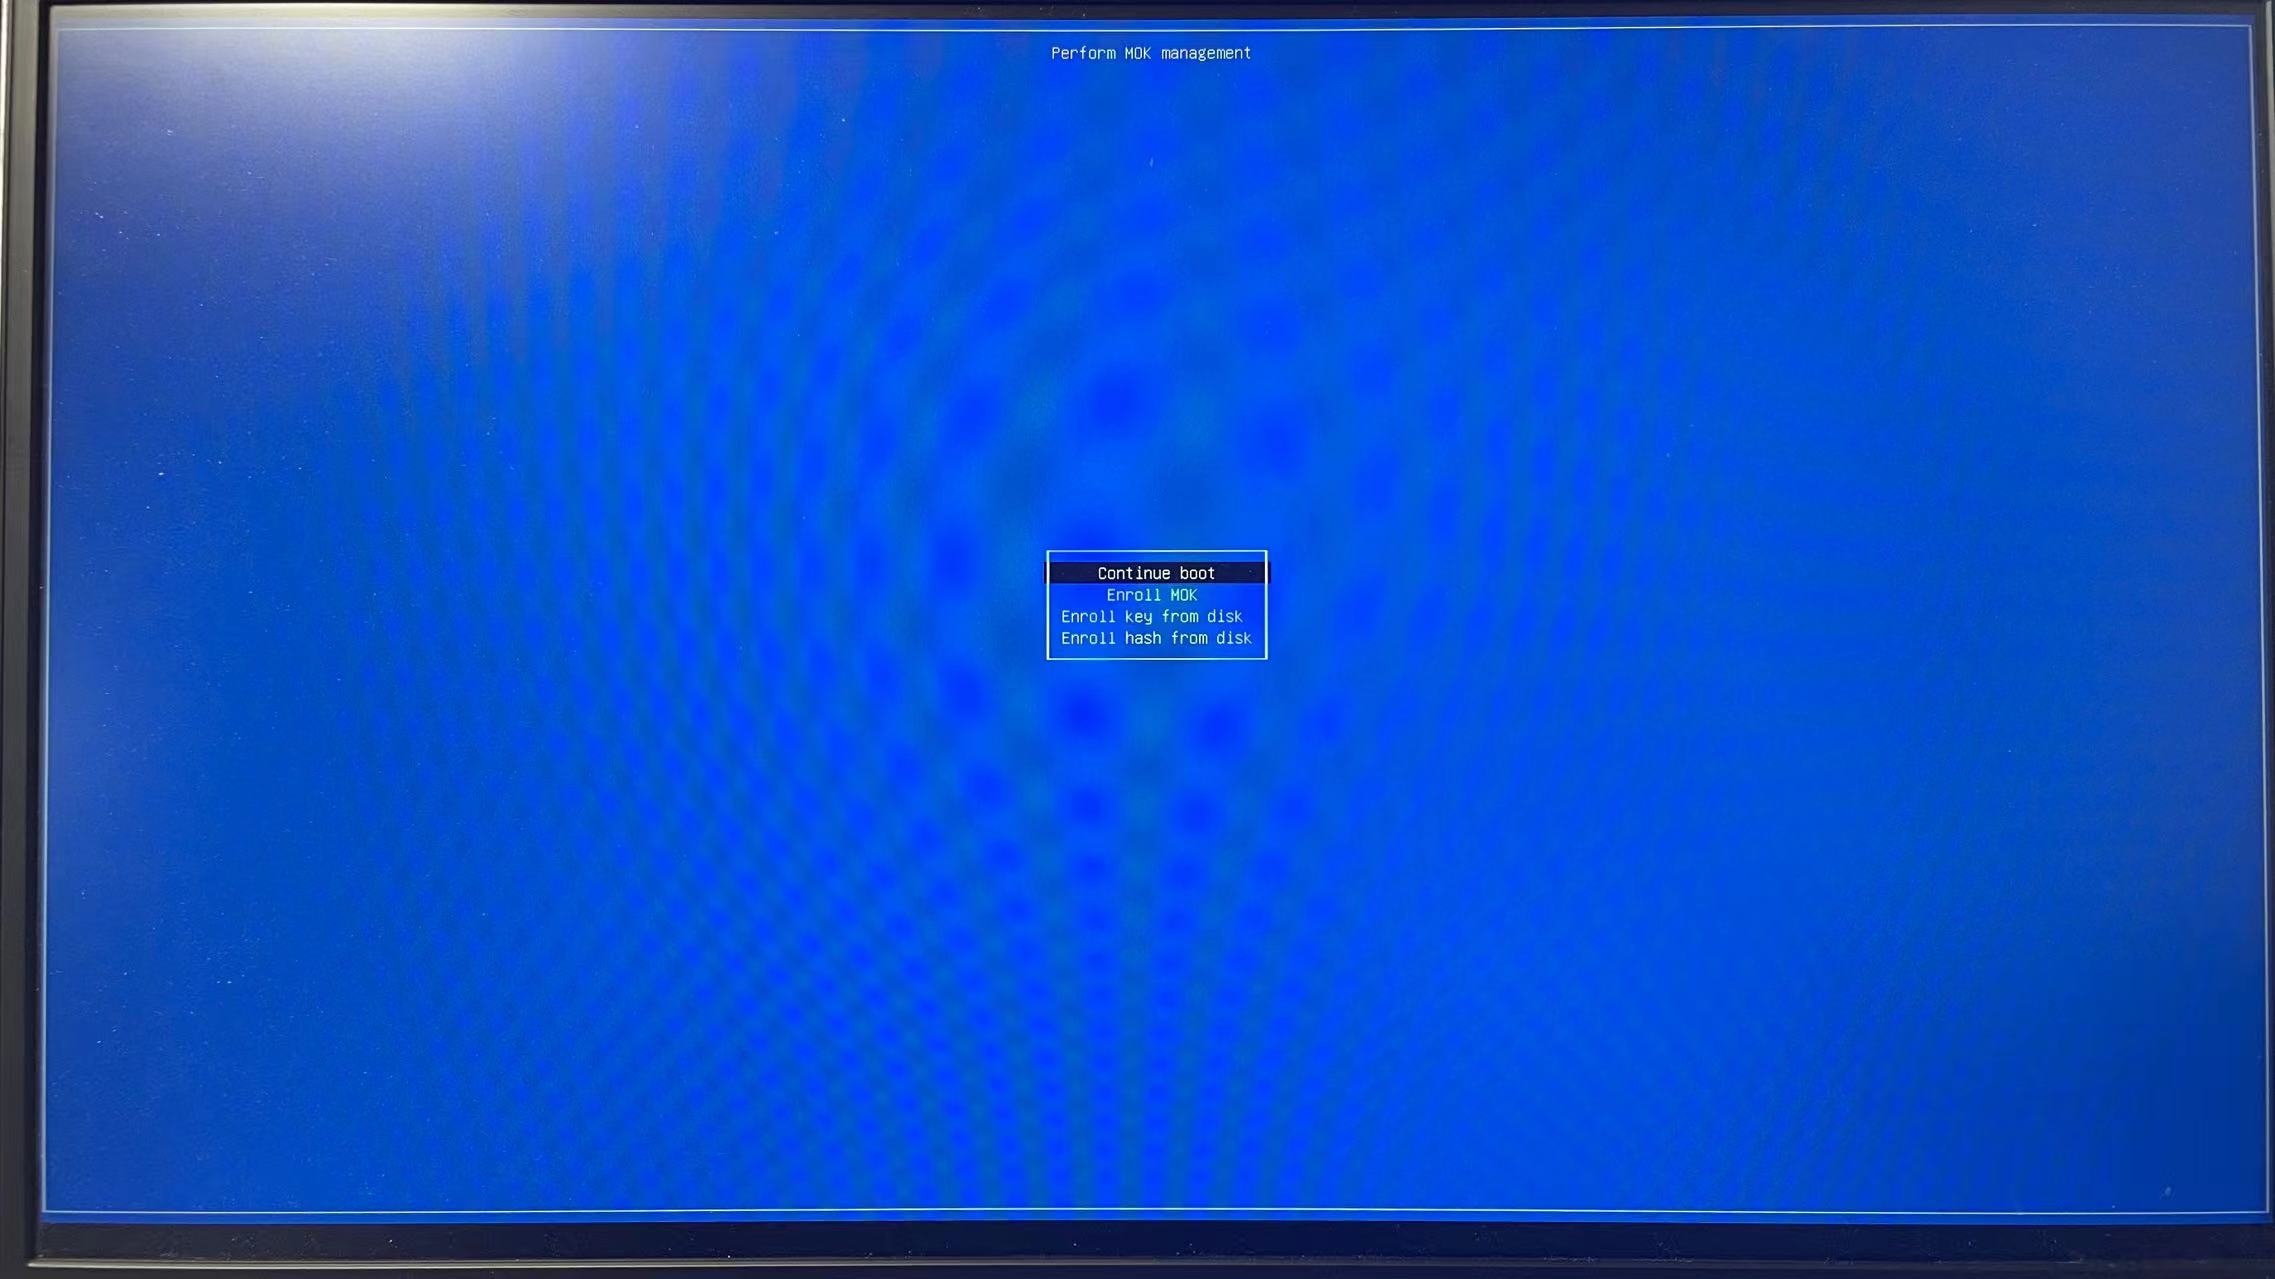 Perform MOK management
Continue boot
Enroll MOK
Enroll key from disk
Enroll hash from disk